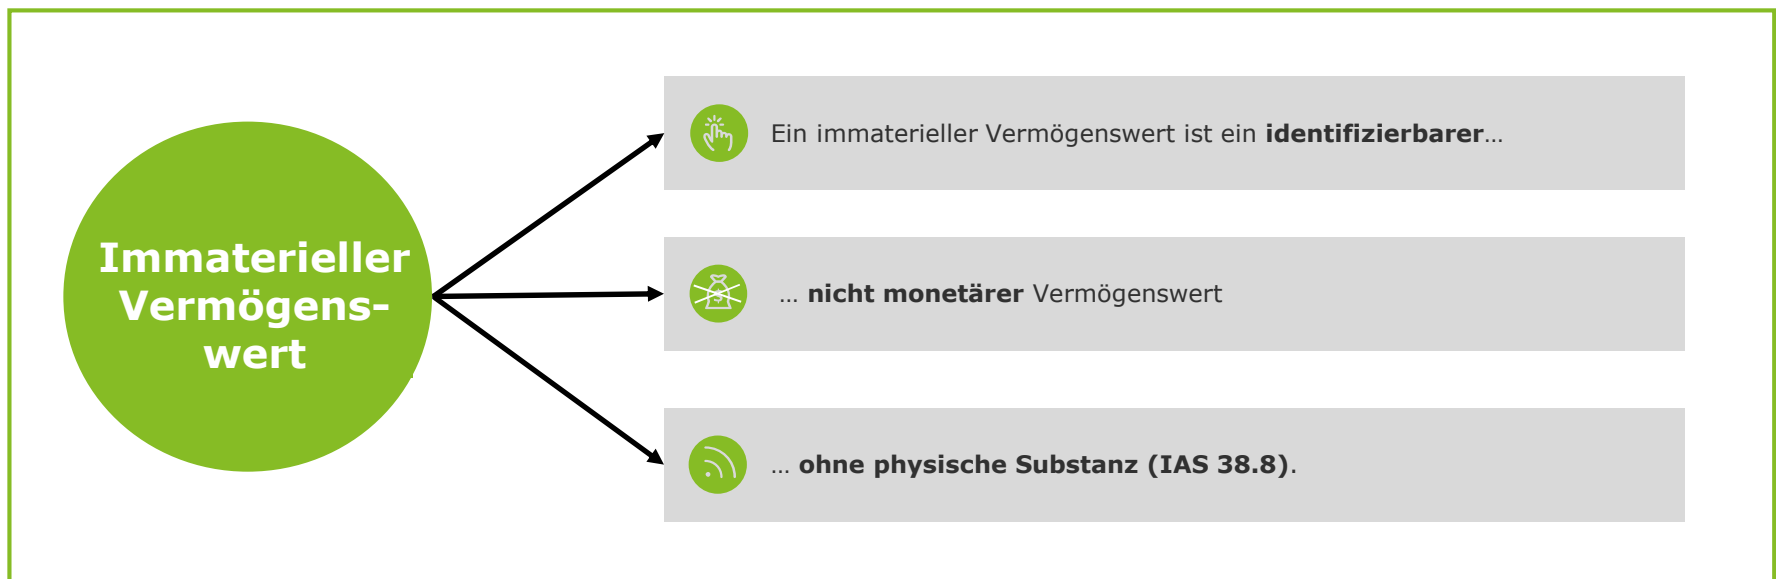 Immaterieller
Vermögens-
wert
Ein immaterieller Vermögenswert ist ein identifizierbarer…
… nicht monetärer Vermögenswert
… ohne physische Substanz (IAS 38.8).